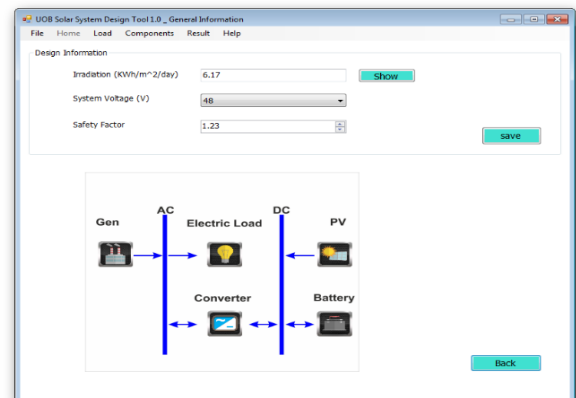 UOB Solar System Design Tool 1.0 _ General Information
File Home Load Components Result Help
Design Information
Irradiation (KWh/m^2/day) 6.17 Show
System Voltage (V) 48
Safety Factor 1.23
save
AC DC
Gen Electric Load PV
Converter Battery
Back